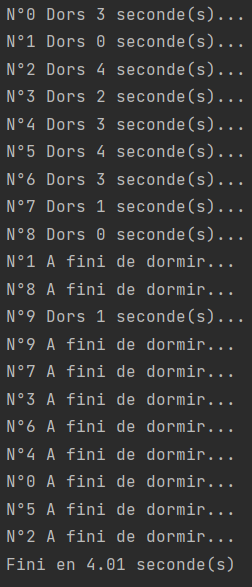 N°0 Dors 3 seconde(s)...
N°1 Dors 0 seconde(s)...
N°2 Dors 4 seconde(s)...
N°3 Dors 2 seconde(s)...
N°4 Dors 3 seconde(s)...
N°5 Dors 4 seconde(s)...
N°6 Dors 3 seconde(s)...
N°7 Dors 1 seconde(s)...
N°8 Dors 0 seconde(s)...
N°1 A fini de dormir...
N°8 A fini de dormir...
N°9 Dors 1 seconde(s)...
N°9 A fini de dormir...
N°7 A fini de dormir...
N°3 A fini de dormir...
N°6 A fini de dormir...
N°4 A fini de dormir...
N°0 A fini de dormir...
N°5 A fini de dormir...
N°2 A fini de dormir...
Fini en 4.01 seconde(s)